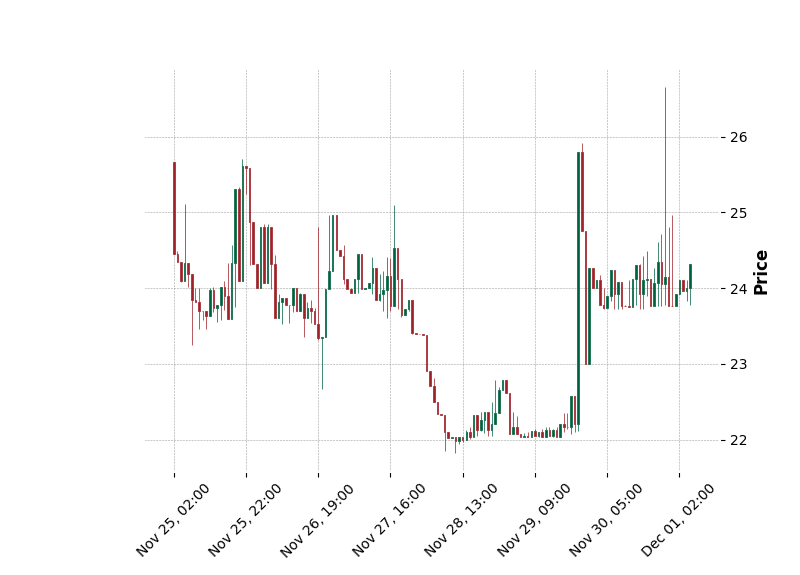 26
25
24
23
22
Price
Nov 25, 02:00
Nov 25, 22:00
Nov 26, 19:00
Nov 27, 16:00
Nov 28, 13:00
Nov 29, 09:00
Nov 30, 05:00
Dec 01, 02:00